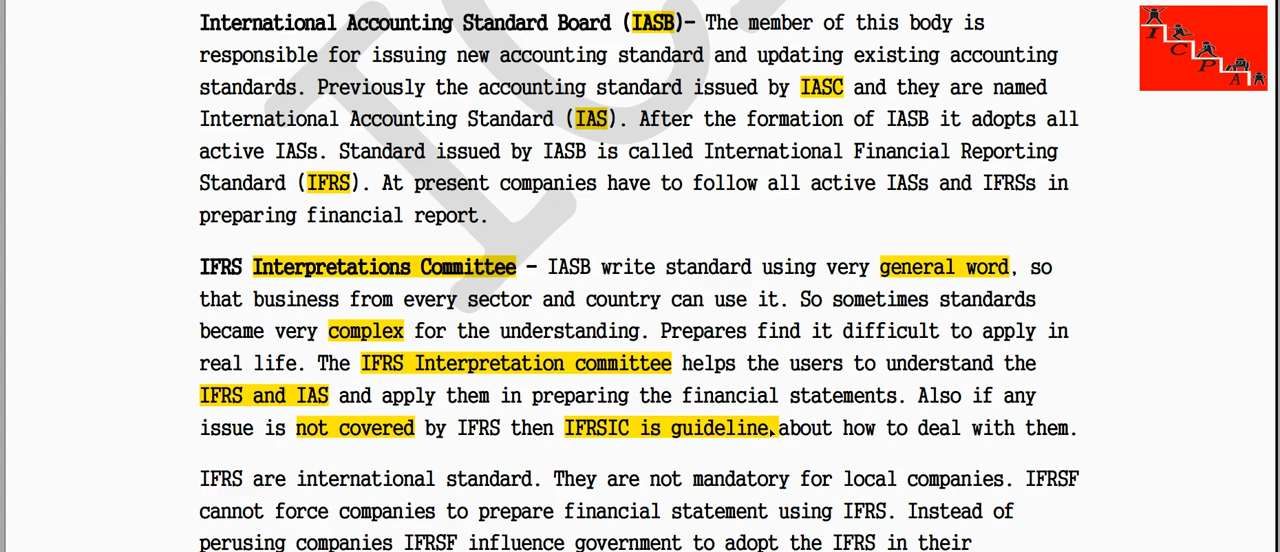 International Accounting Standard Board (IASB)– The member of this body is
responsible for issuing new accounting standard and updating existing accounting
standards. Previously the accounting standard issued by IASC and they are named
International Accounting Standard (IAS). After the formation of IASB it adopts all
active IASs. Standard issued by IASB is called International Financial Reporting
Standard (IFRS). At present companies have to follow all active IASs and IFRSs in
preparing financial report.
IFRS Interpretations Committee – IASB write standard using very general word, so
that business from every sector and country can use it. So sometimes standards
became very complex for the understanding. Prepares find it difficult to apply in
real life. The IFRS Interpretation committee helps the users to understand the
IFRS and IAS and apply them in preparing the financial statements. Also if any
issue is not covered by IFRS then IFRSIC is guideline about how to deal with them.
IFRS are international standard. They are not mandatory for local companies. IFRSF
cannot force companies to prepare financial statement using IFRS. Instead of
perusing companies IFRSF influence government to adopt the IFRS in their
I C P A